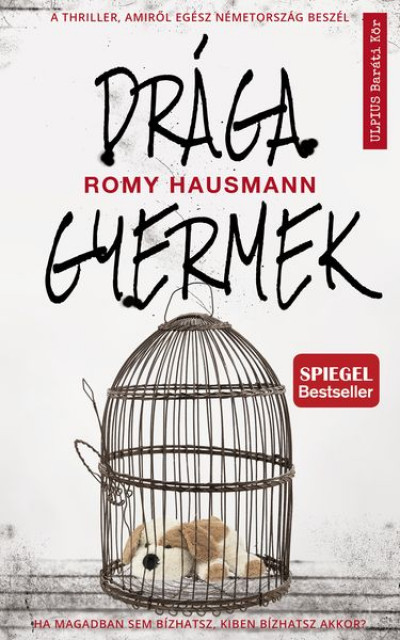 A THRILLER, AMIRŐL EGÉSZ NÉMETORSZÁG BESZÉL
ULPIUS Baráti Kör
DRÁGA
ROMY HAUSMANN
GYERMEK
SPIEGEL
Bestseller
HA MAGADBAN SEM BÍZHATSZ, KIBEN BÍZHATSZ AKKOR?